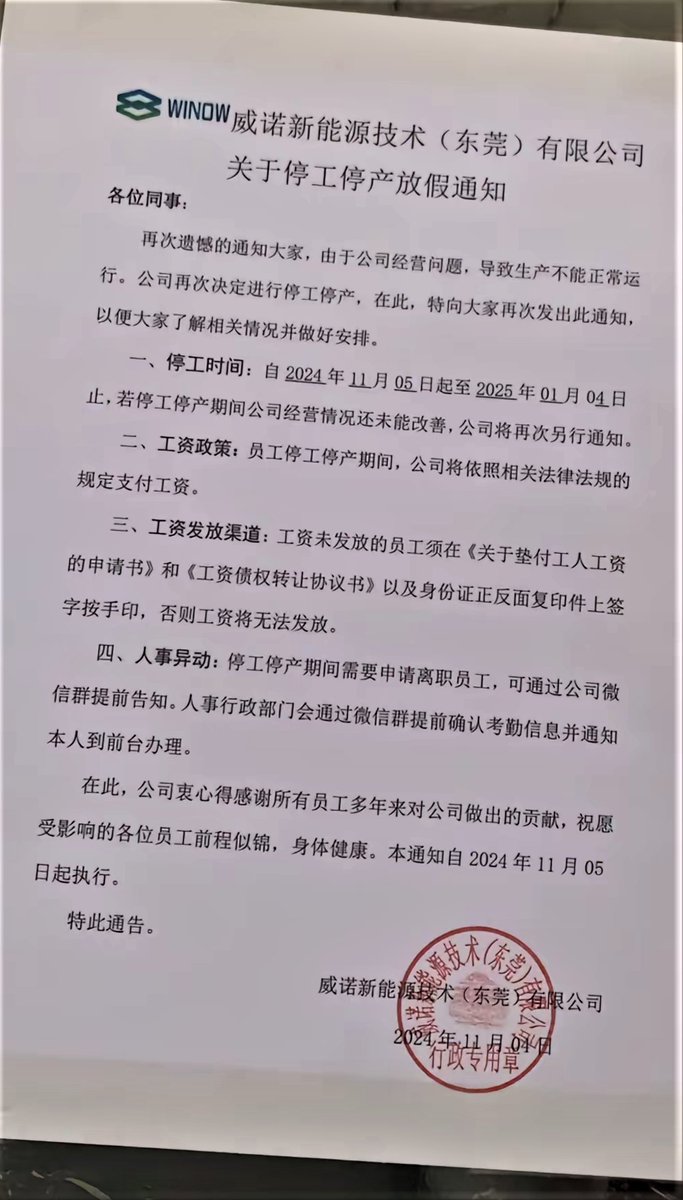 WINOW 威诺新能源技术（东莞）有限公司
关于停工停产放假通知
各位同事：
再次遗憾的通知大家，由于公司经营问题，导致生产不能正常运
行。公司再次决定进行停工停产，在此，特向大家再次发出此通知，
以便大家了解相关情况并做好安排。
一、停工时间：自 2024 年 11 月 05 日起至 2025 年 01 月 04 日
止，若停工停产期间公司经营情况还未能改善，公司将再次另行通知。
二、工资政策：员工停工停产期间，公司将依照相关法律法规的
规定支付工资。
三、工资发放渠道：工资未发放的员工须在《关于垫付工人工资
的申请书》和《工资债权转让协议书》以及身份证正反面复印件上签
字按手印，否则工资将无法发放。
四、人事异动：停工停产期间需要申请离职员工，可通过公司微
信群提前告知。人事行政部门会通过微信群提前确认考勤信息并通知
本人到前台办理。
在此，公司衷心得感谢所有员工多年来对公司做出的贡献，祝愿
受影响的各位员工前程似锦，身体健康。本通知自 2024 年 11 月 05
日起执行。
特此通告。
威诺新能源技术（东莞）有限公司
2024 年 11 月 04 日
威诺新能源技术(东莞)有限公司
行政专用章